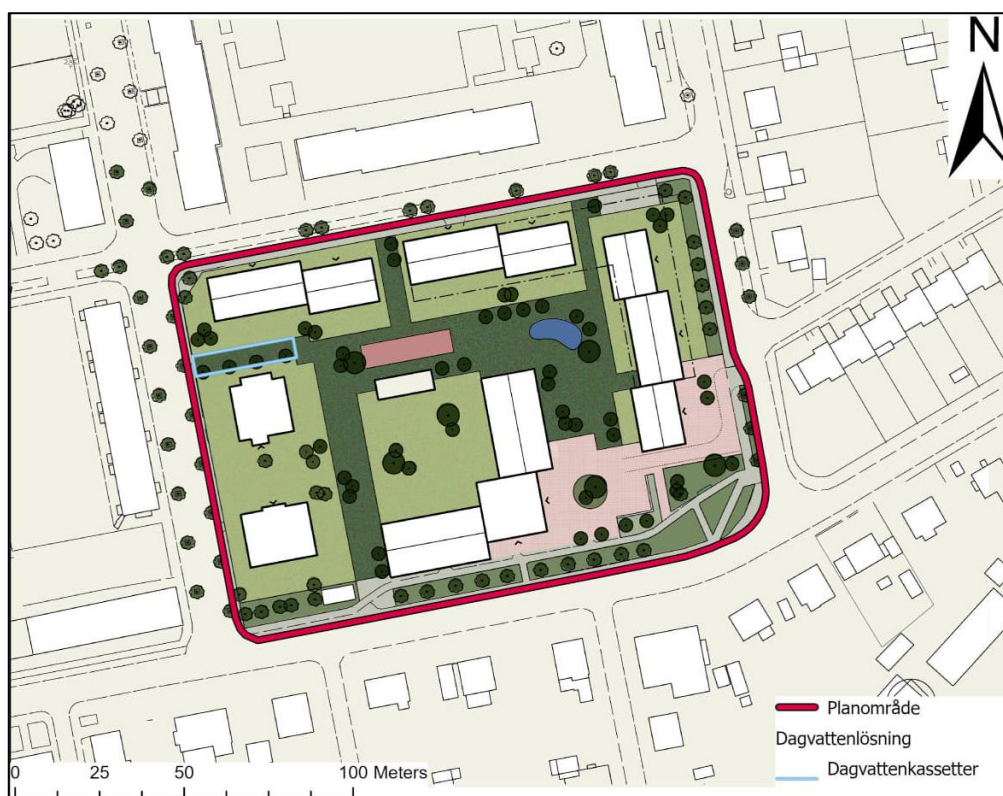 N
Planområde
Dagvattenlösning
Dagvattenkassetter
0 25 50 100 Meters